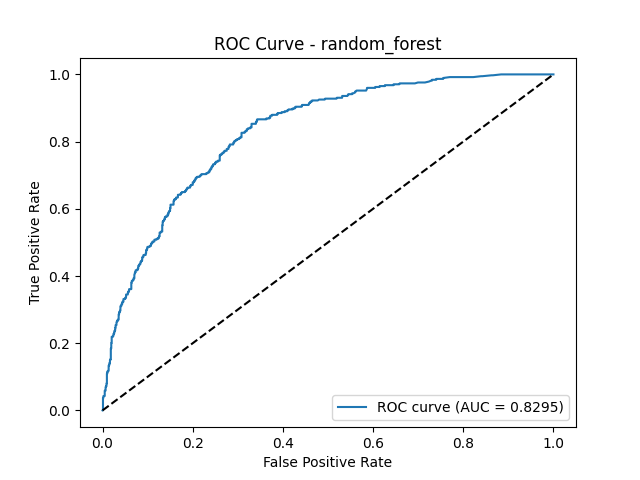 ROC Curve - random_forest
True Positive Rate
1.0
0.8
0.6
0.4
0.2
0.0
ROC curve (AUC = 0.8295)
0.0 0.2 0.4 0.6 0.8 1.0
False Positive Rate